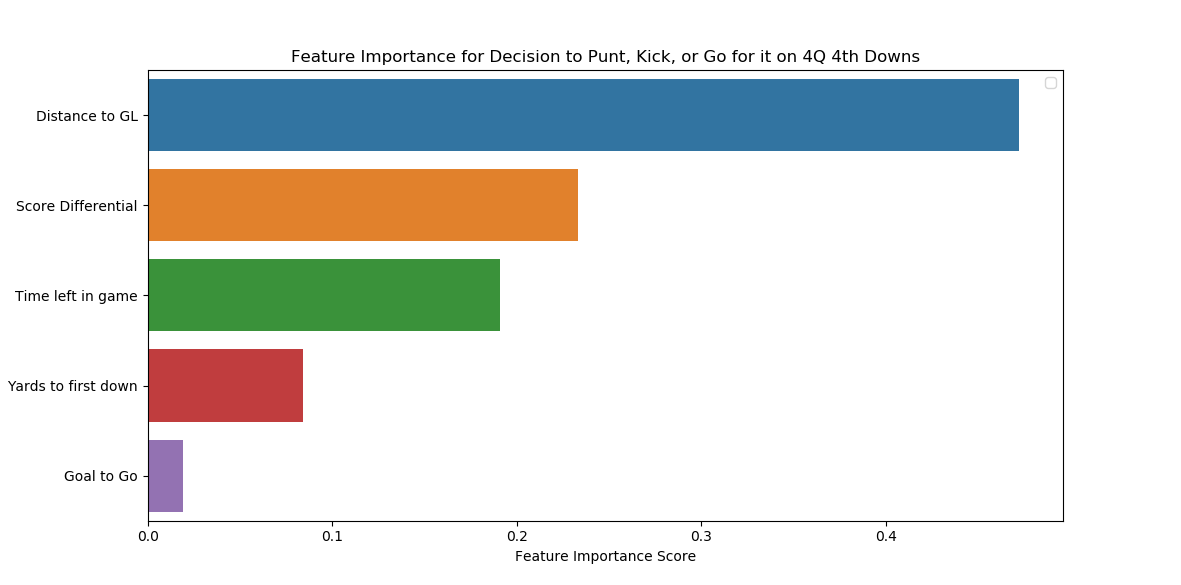 Feature Importance for Decision to Punt, Kick, or Go for it on 4Q 4th Downs
Distance to GL
Score Differential
Time left in game
Yards to first down
Goal to Go
0.0 0.1 0.2 0.3 0.4
Feature Importance Score